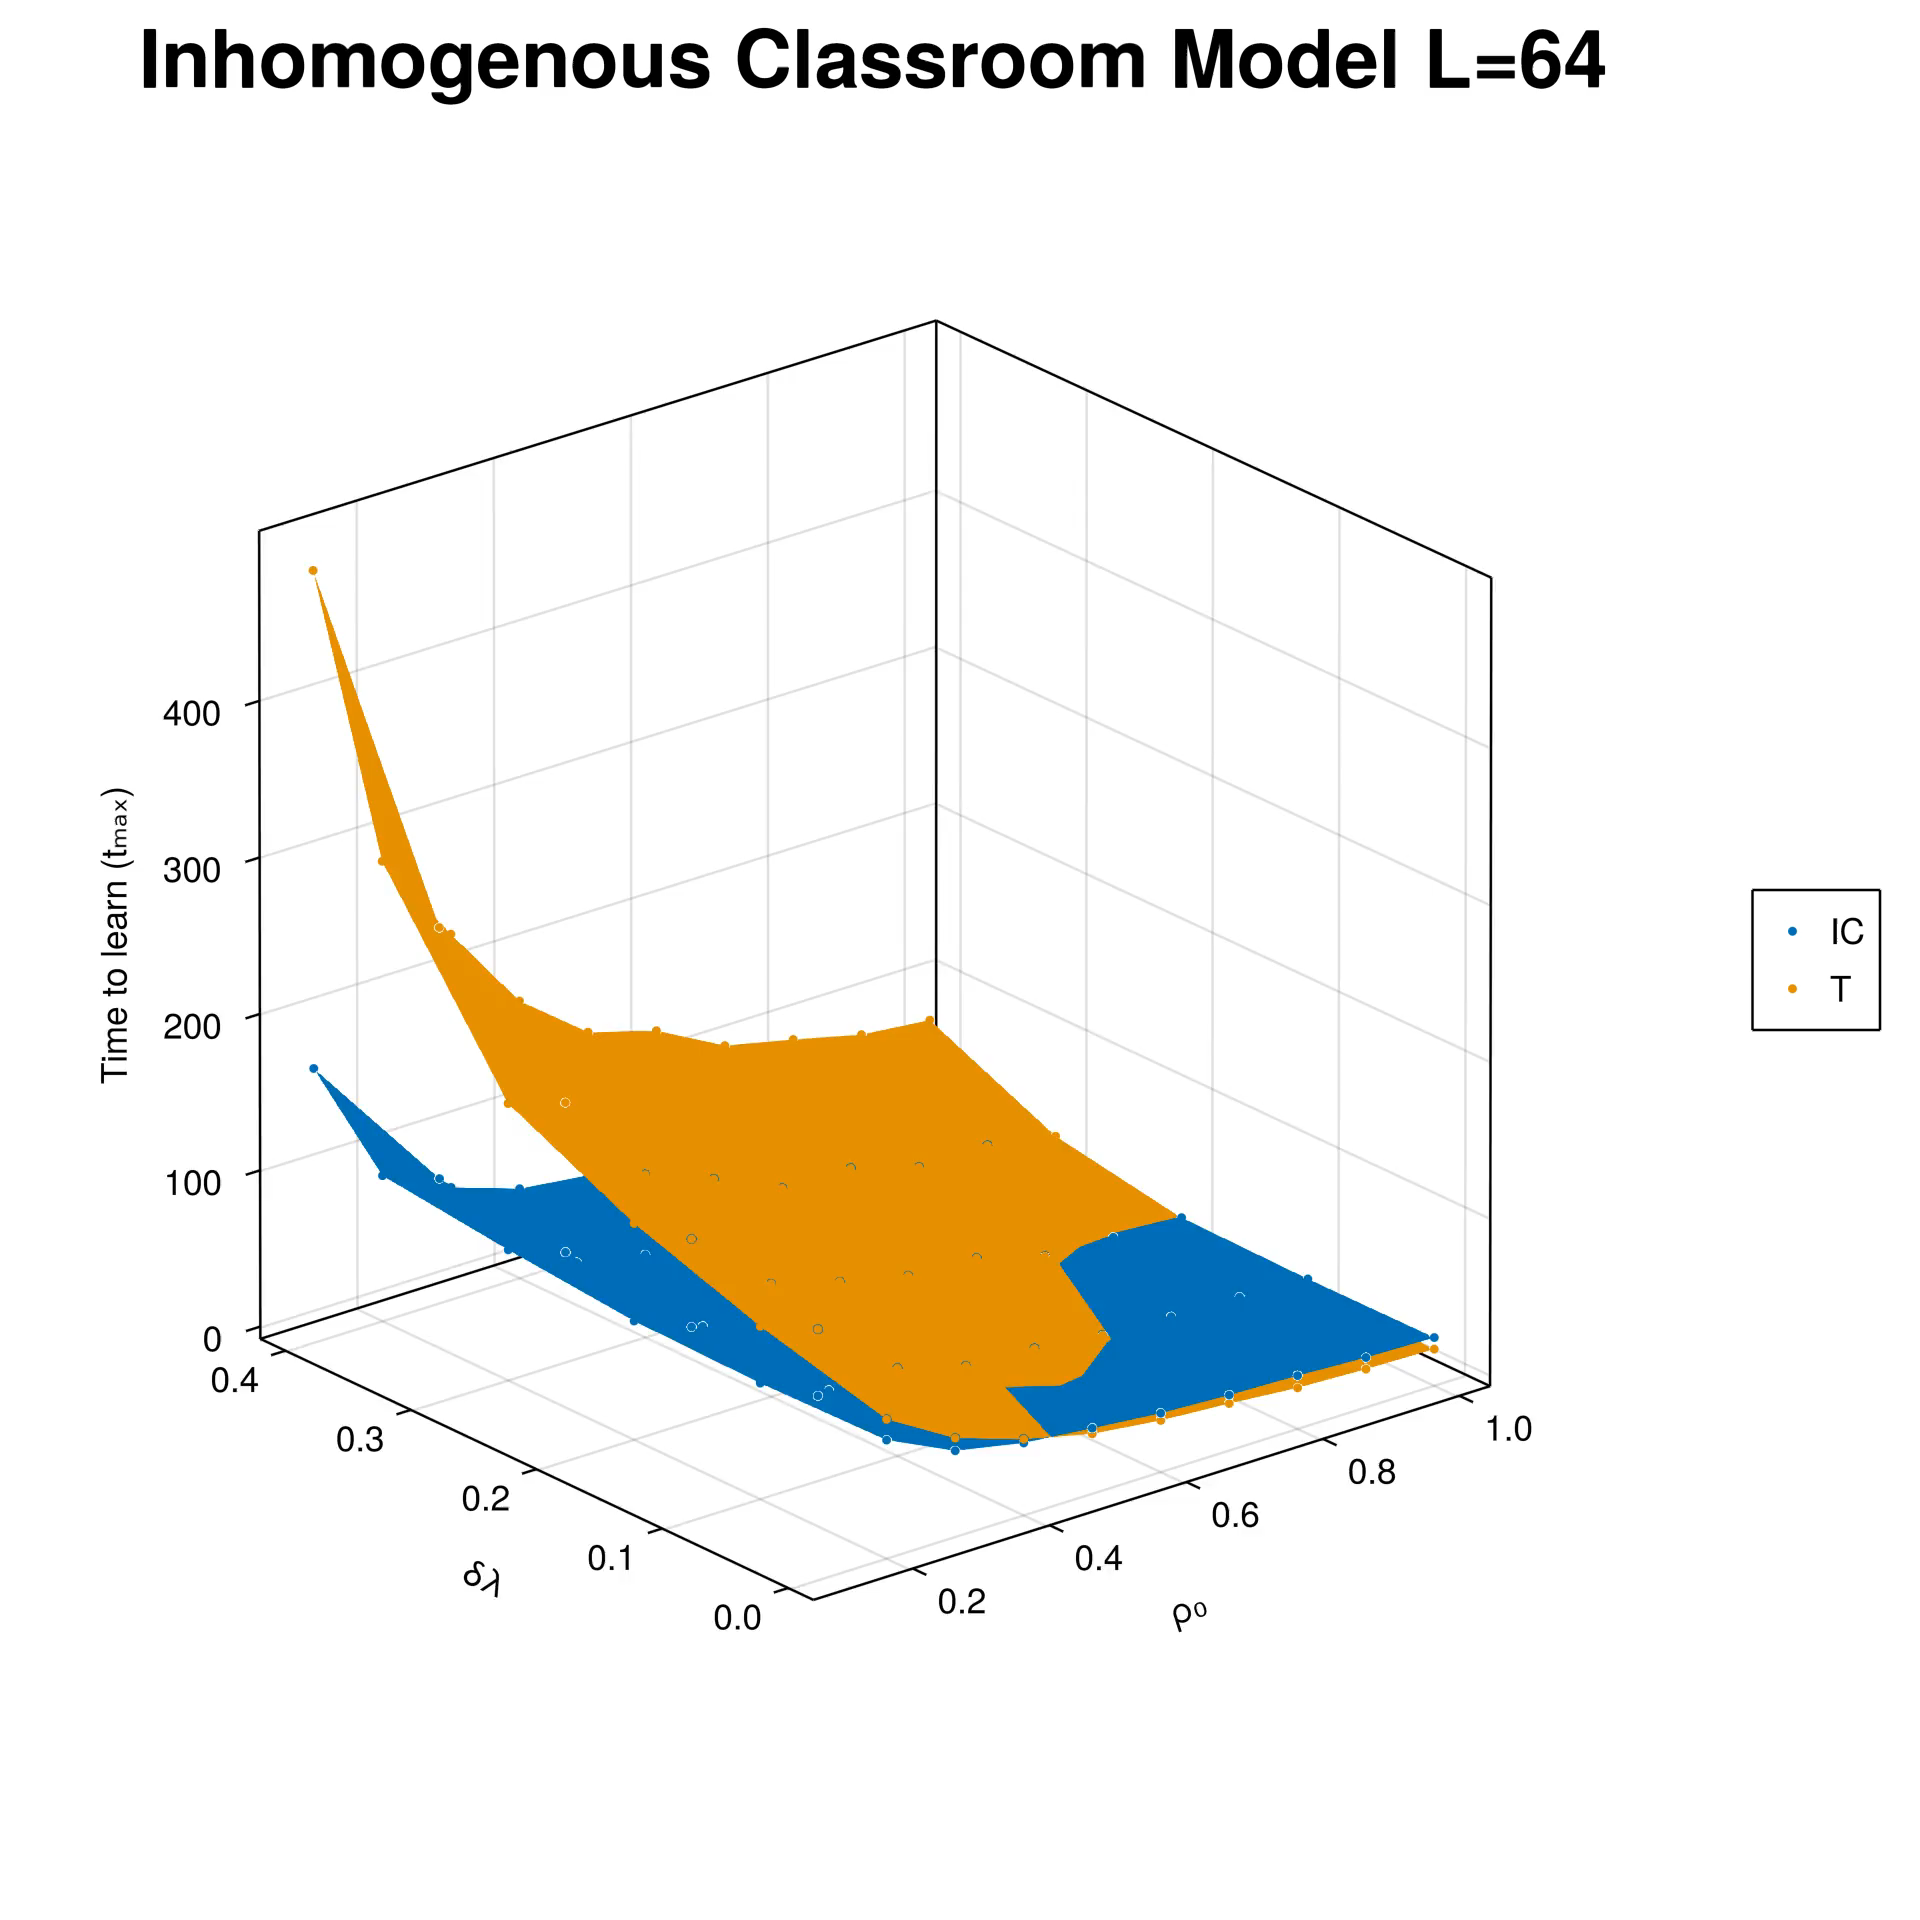 Inhomogenous Classroom Model L=64
Time to learn (tₘₐₓ)
400
300
200
100
0
0.4
0.3
0.2
0.1
0.0
δλ
0.2
0.4
0.6
0.8
1.0
ρ⁰
IC
T